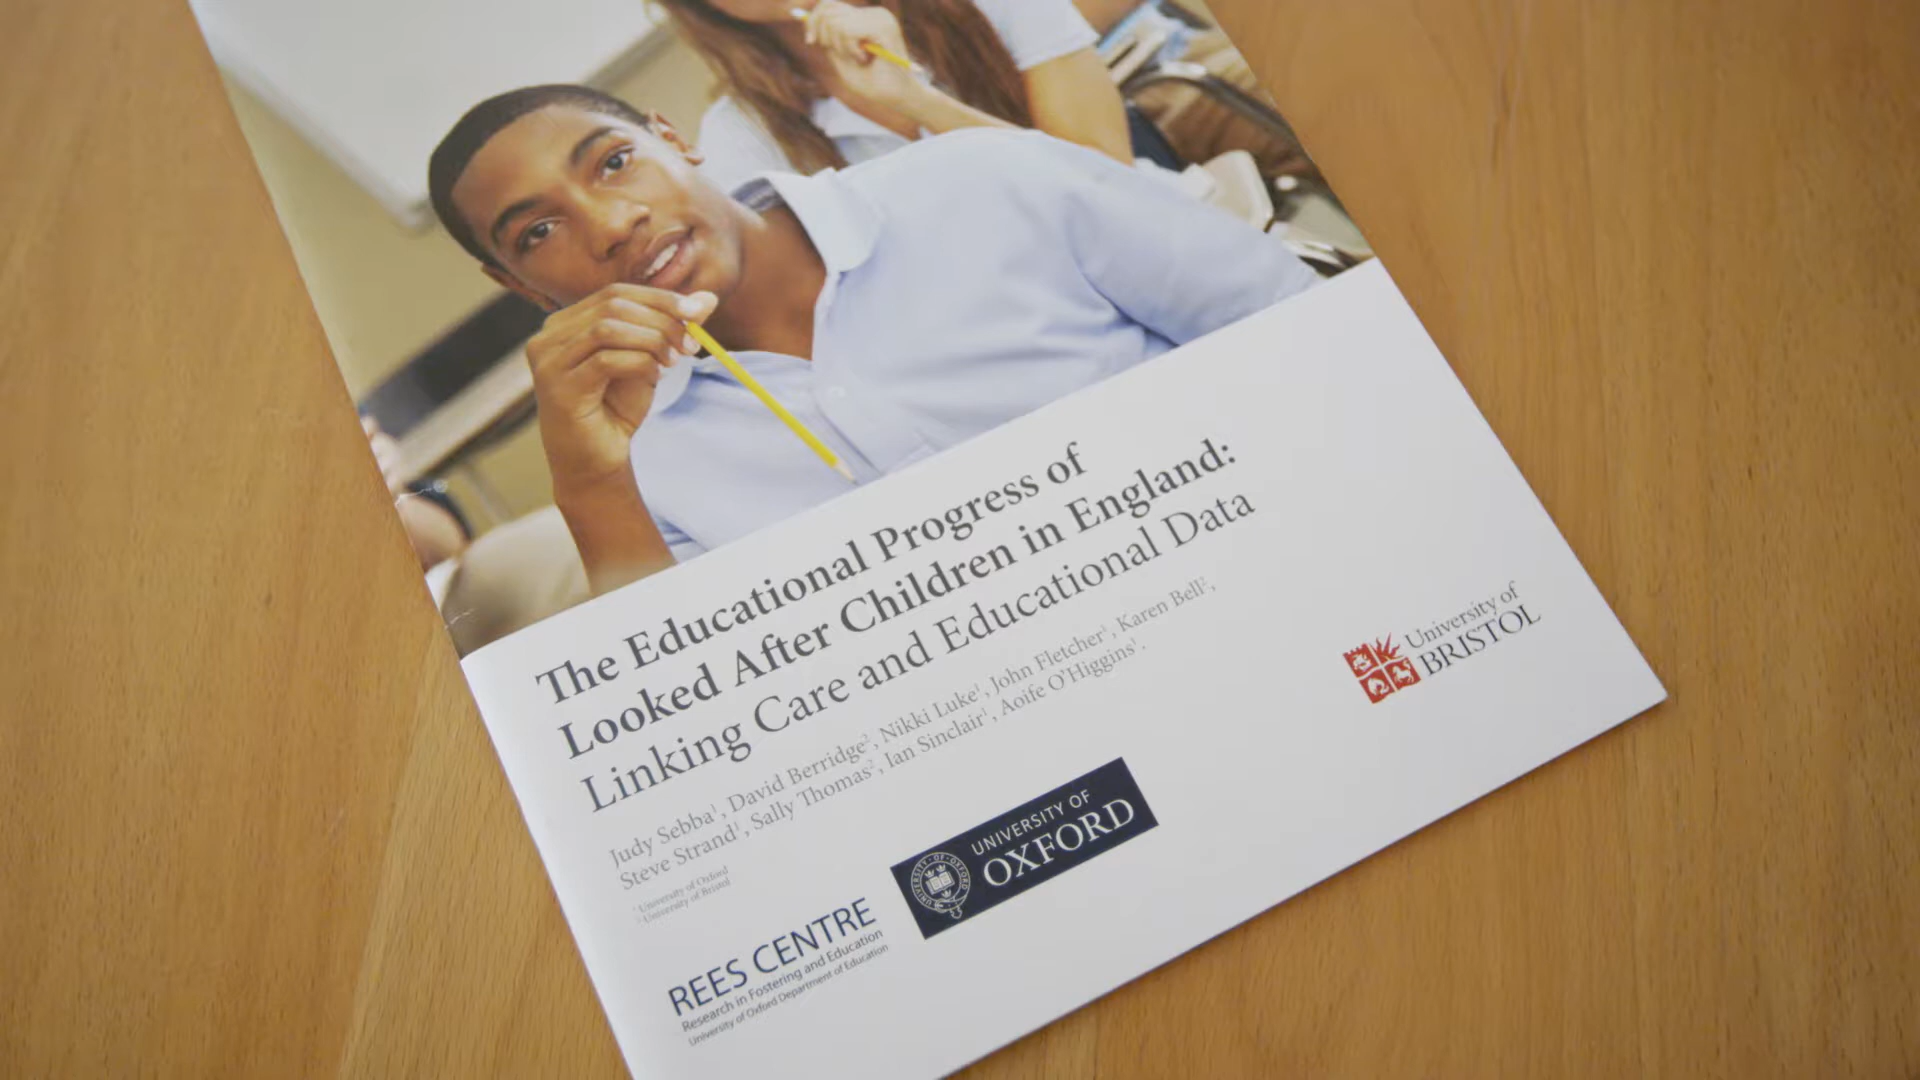 The Educational Progress of
Looked After Children in England:
Linking Care and Educational Data
Judy Sebba¹, David Berridge², Nikki Luke¹, John Fletcher¹, Karen Bell²,
Steve Strand¹, Sally Thomas², Ian Sinclair¹, Aoife O'Higgins¹.
¹ University of Oxford
² University of Bristol
University of
BRISTOL
UNIVERSITY OF
OXFORD
REES CENTRE
Research in Fostering and Education
University of Oxford Department of Education